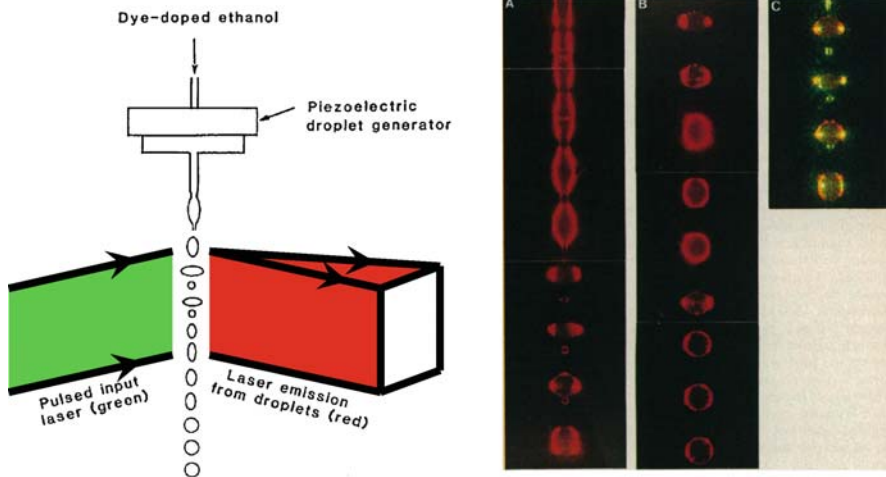 Dye-doped ethanol
Piezoelectric
droplet generator
Pulsed input
laser (green)
Laser emission
from droplets (red)
A
B
C